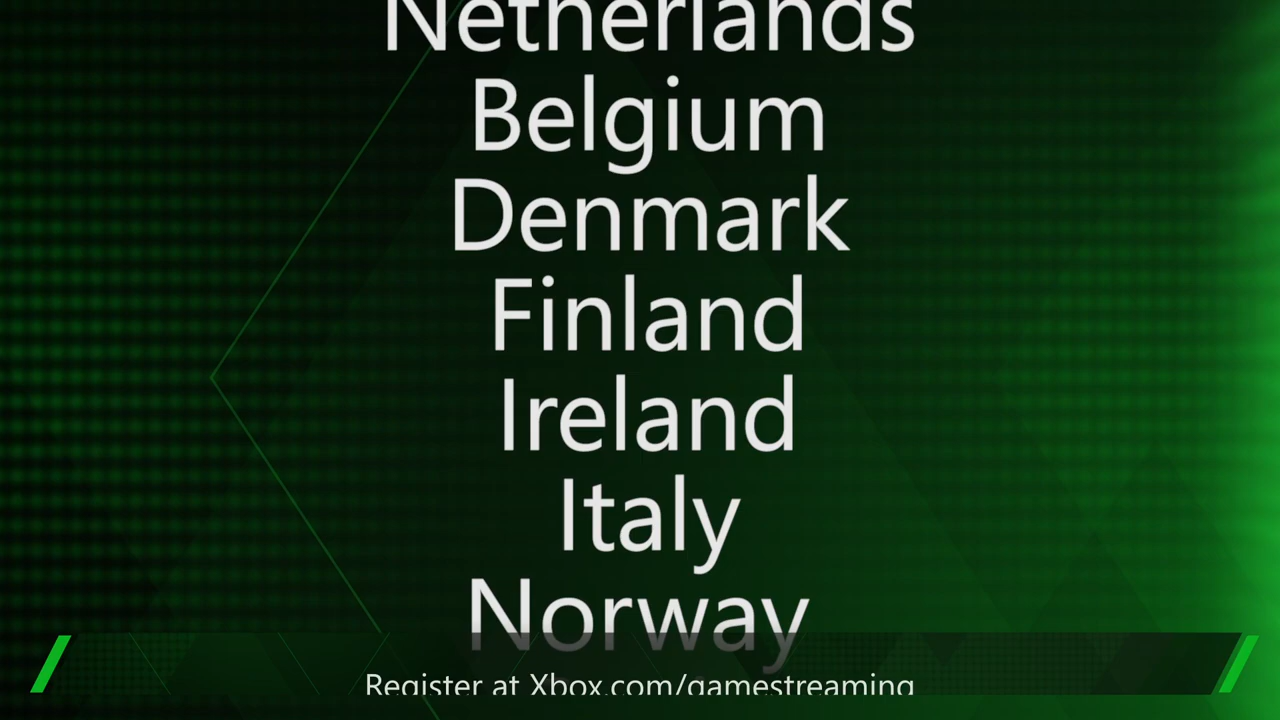 Netherlands
Belgium
Denmark
Finland
Ireland
Italy
Norway
Register at Xbox.com/gamestreaming